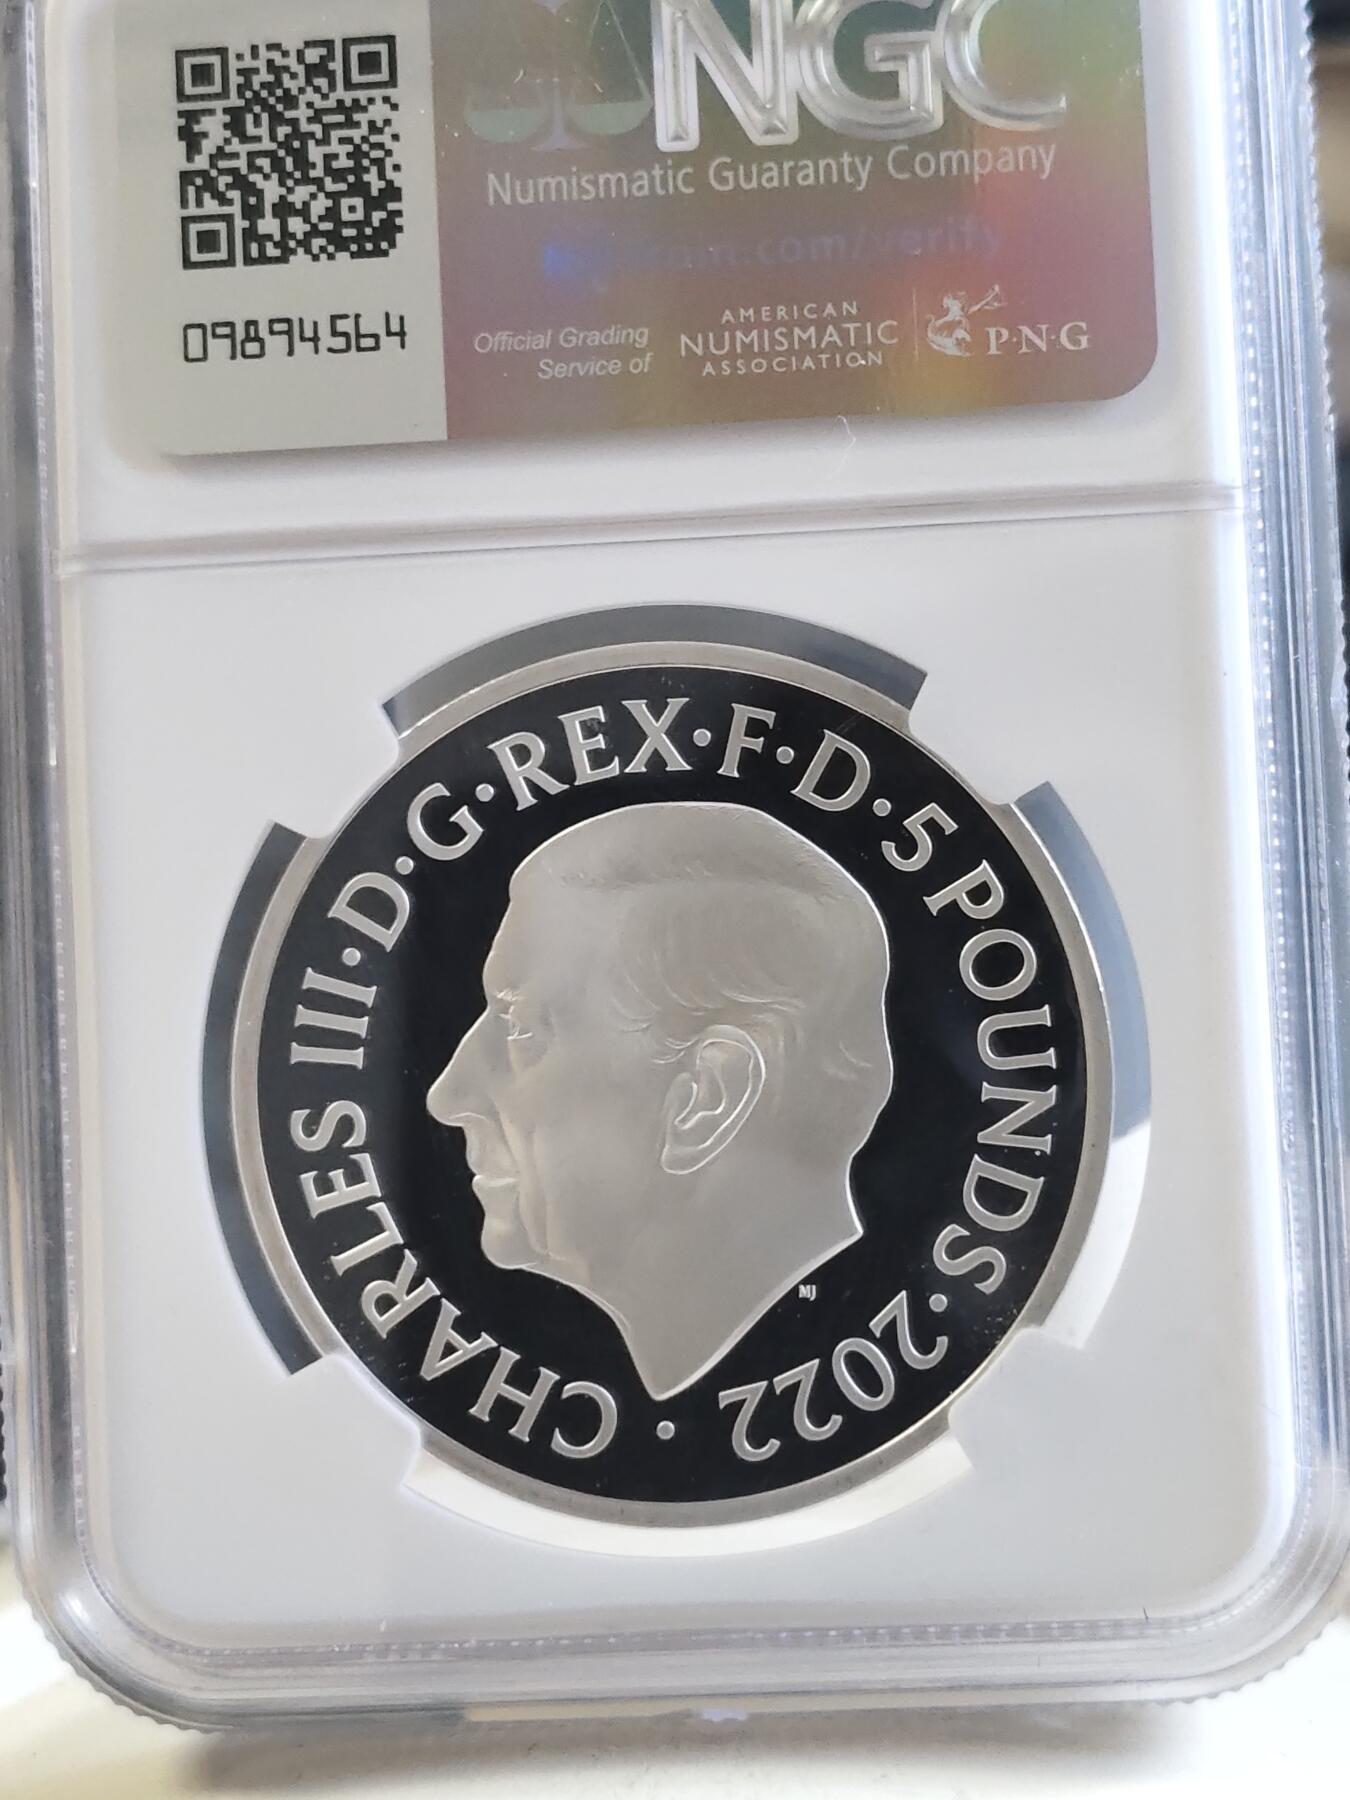 NGC
Numismatic Guaranty Company
09894564
Official Grading
Service of
AMERICAN
NUMISMATIC
ASSOCIATION
P·N·G
CHARLES III·D·G·REX·F·D·5 POUNDS·2022·
MJ